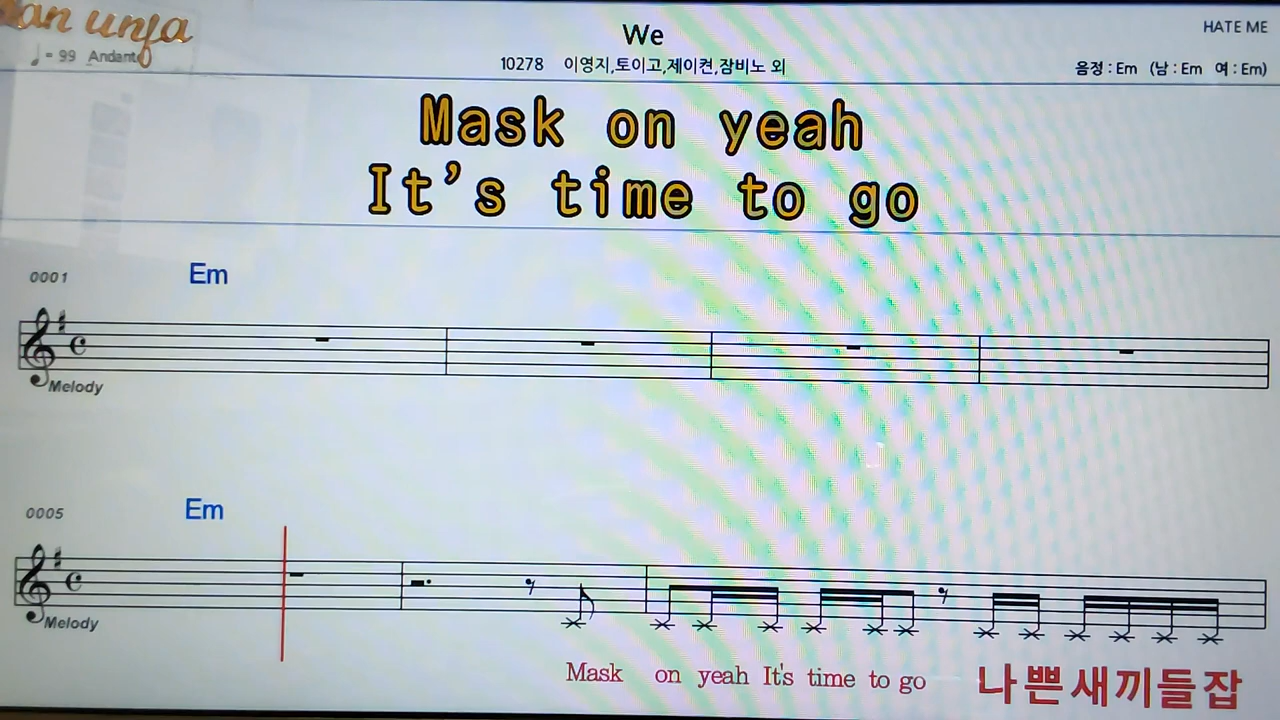 We
HATE ME
♩= 99 Andante
10278 이영지,토이고,제이켠,잠비노 외
음정 : Em (남 : Em 여 : Em)
Mask on yeah
It's time to go
0001 Em
Melody
0005 Em
Melody
Mask on yeah It's time to go 나쁜새끼들잡